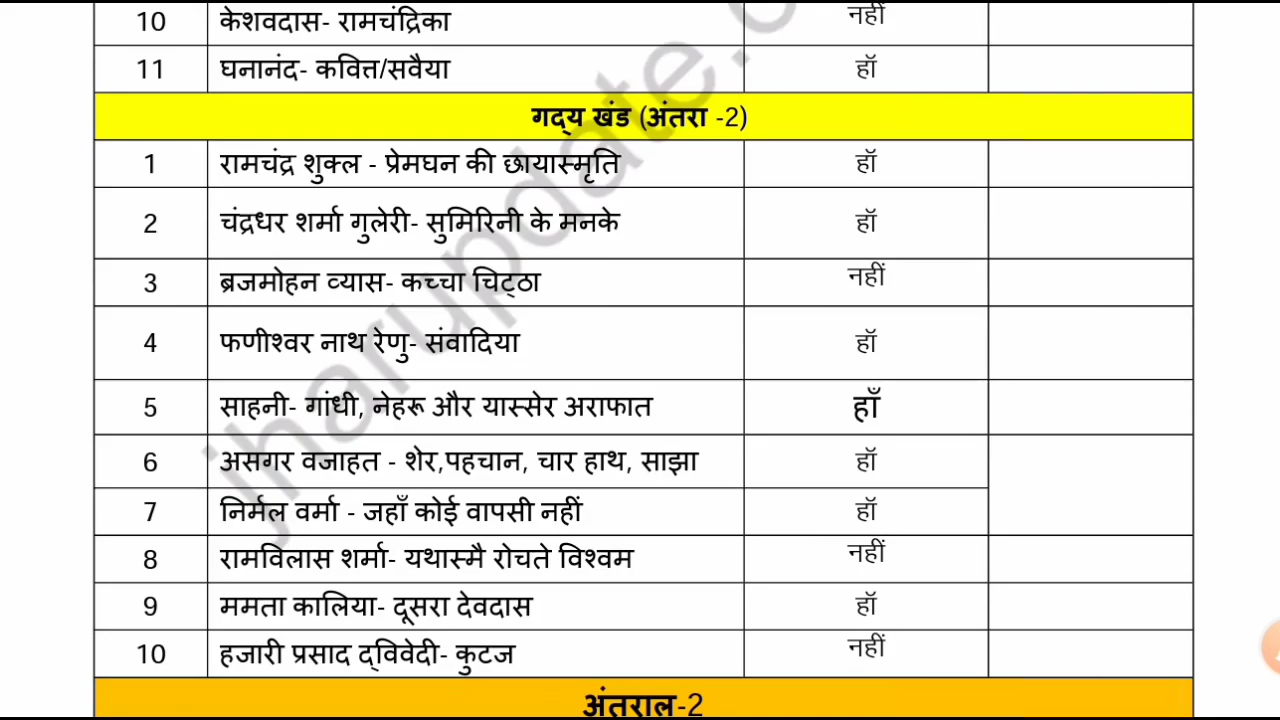 10 केशवदास- रामचंद्रिका नहीं
11 घनानंद- कवित्त/सवैया हॉ
गद्य खंड (अंतरा -2)
1 रामचंद्र शुक्ल - प्रेमघन की छायास्मृति हॉ
2 चंद्रधर शर्मा गुलेरी- सुमिरिनी के मनके हॉ
3 ब्रजमोहन व्यास- कच्चा चिट्ठा नहीं
4 फणीश्वर नाथ रेणु- संवादिया हॉ
5 साहनी- गांधी, नेहरू और यास्सेर अराफात हाँ
6 असगर वजाहत - शेर,पहचान, चार हाथ, साझा हॉ
7 निर्मल वर्मा - जहाँ कोई वापसी नहीं हॉ
8 रामविलास शर्मा- यथास्मै रोचते विश्वम नहीं
9 ममता कालिया- दूसरा देवदास हॉ
10 हजारी प्रसाद द्विवेदी- कुटज नहीं
अंतराल-2
jharupdate.c